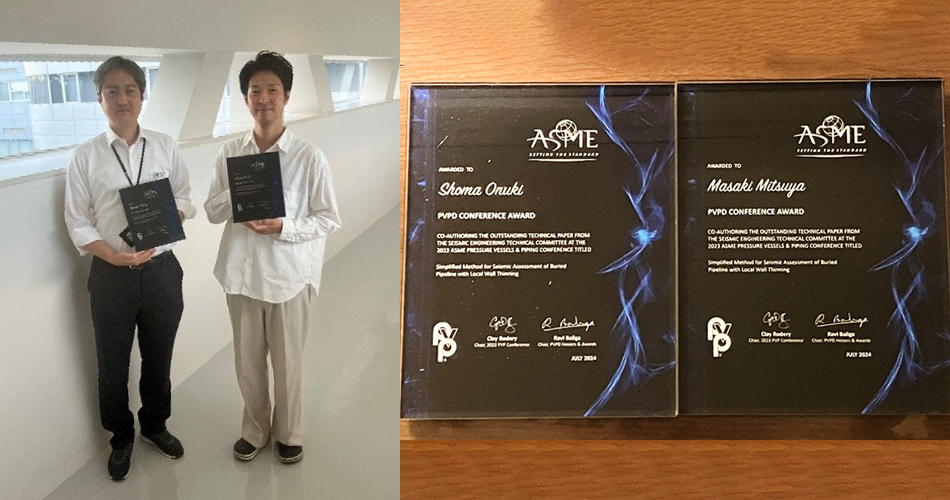 ASME
SETTING THE STANDARD
AWARDED TO
Shoma Onuki
PVPD CONFERENCE AWARD
CO-AUTHORING THE OUTSTANDING TECHNICAL PAPER FROM
THE SEISMIC ENGINEERING TECHNICAL COMMITTEE AT THE
2023 ASME PRESSURE VESSELS & PIPING CONFERENCE TITLED
Simplified Method for Seismic Assessment of Buried
Pipeline with Local Wall Thinning
PVP
Clay Rodery
Chair, 2023 PVP Conference
Ravi Baliga
Chair, PVPD Honors & Awards
JULY 2024
ASME
SETTING THE STANDARD
AWARDED TO
Masaki Mitsuya
PVPD CONFERENCE AWARD
CO-AUTHORING THE OUTSTANDING TECHNICAL PAPER FROM
THE SEISMIC ENGINEERING TECHNICAL COMMITTEE AT THE
2023 ASME PRESSURE VESSELS & PIPING CONFERENCE TITLED
Simplified Method for Seismic Assessment of Buried
Pipeline with Local Wall Thinning
PVP
Clay Rodery
Chair, 2023 PVP Conference
Ravi Baliga
Chair, PVPD Honors & Awards
JULY 2024